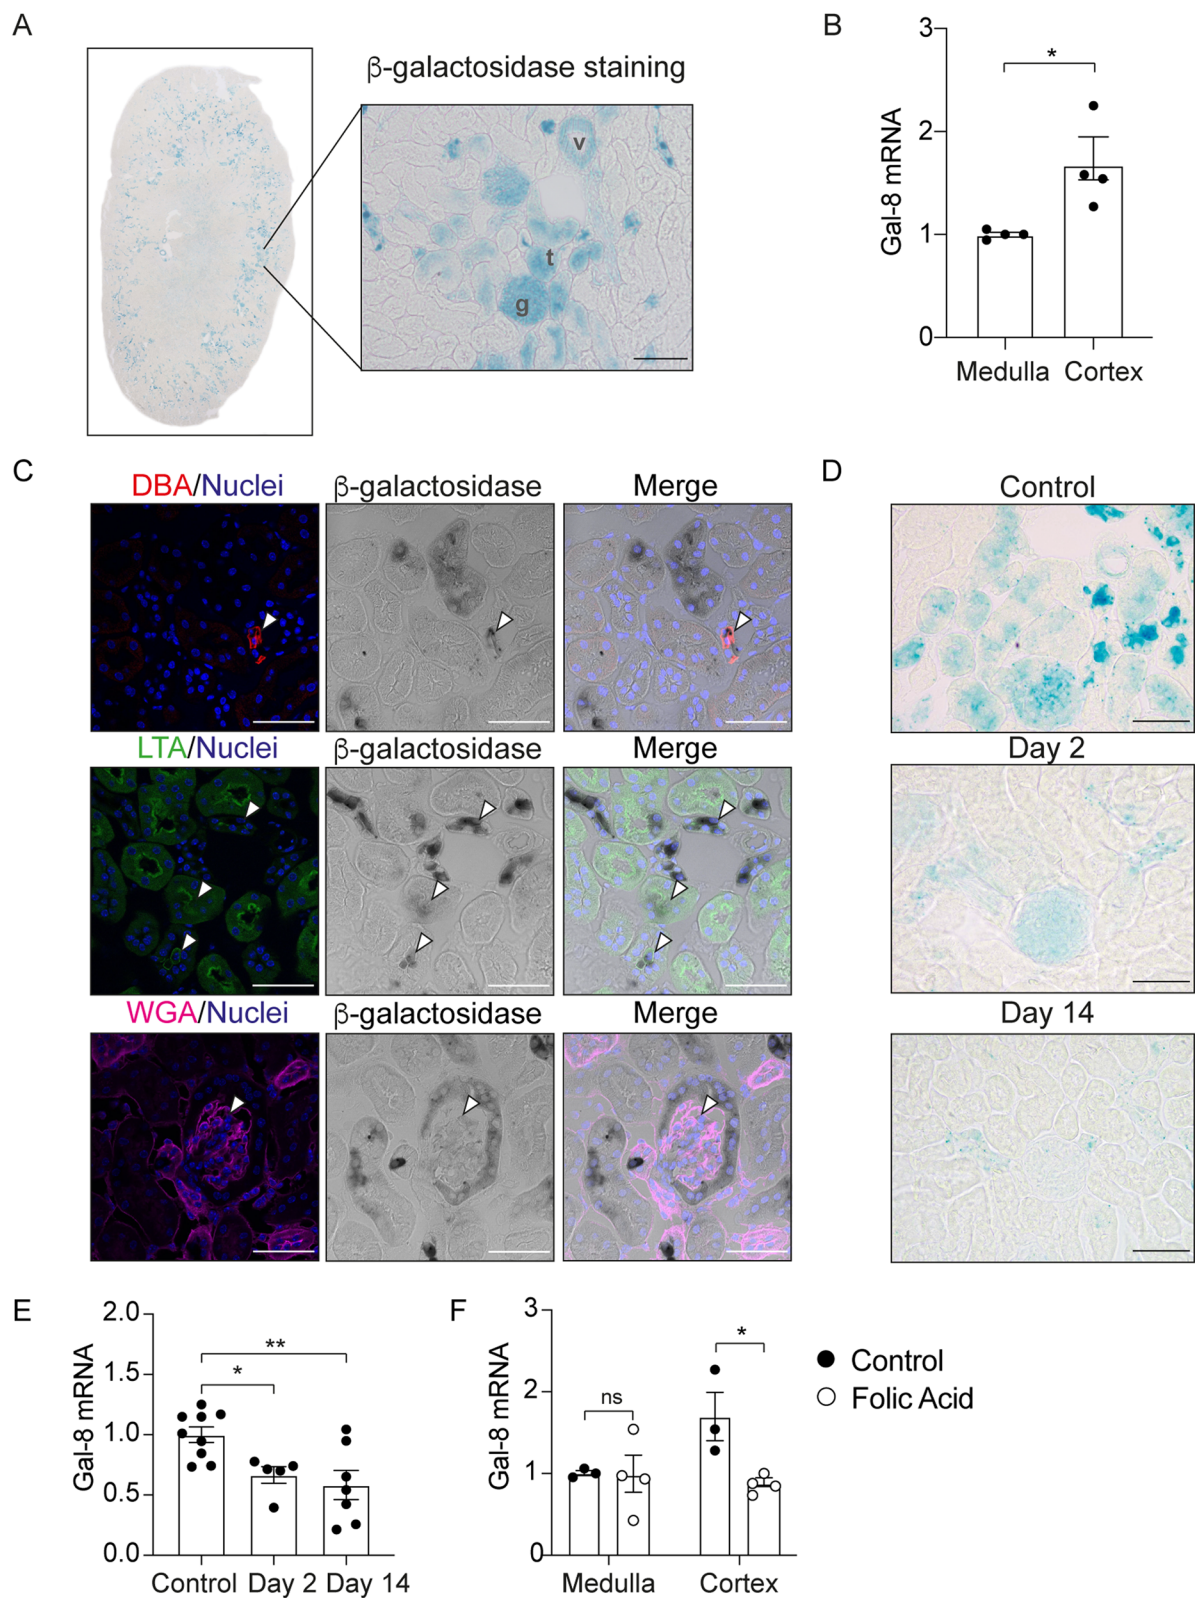 A
β-galactosidase staining
v
t
g
B
3
2
1
0
Gal-8 mRNA
*
Medulla Cortex
C
DBA/Nuclei β-galactosidase Merge
LTA/Nuclei β-galactosidase Merge
WGA/Nuclei β-galactosidase Merge
D
Control
Day 2
Day 14
E
2.0
1.5
1.0
0.5
0.0
Gal-8 mRNA
**
*
Control Day 2 Day 14
F
3
2
1
0
Gal-8 mRNA
ns
*
Medulla Cortex
Control
Folic Acid